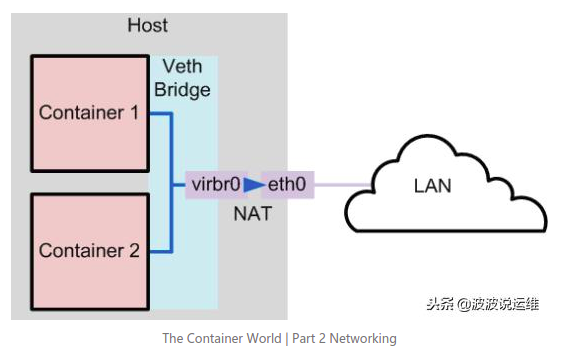 Host
Veth
Bridge
Container 1
virbr0
eth0
NAT
LAN
Container 2
头条 @波波说运维
The Container World | Part 2 Networking